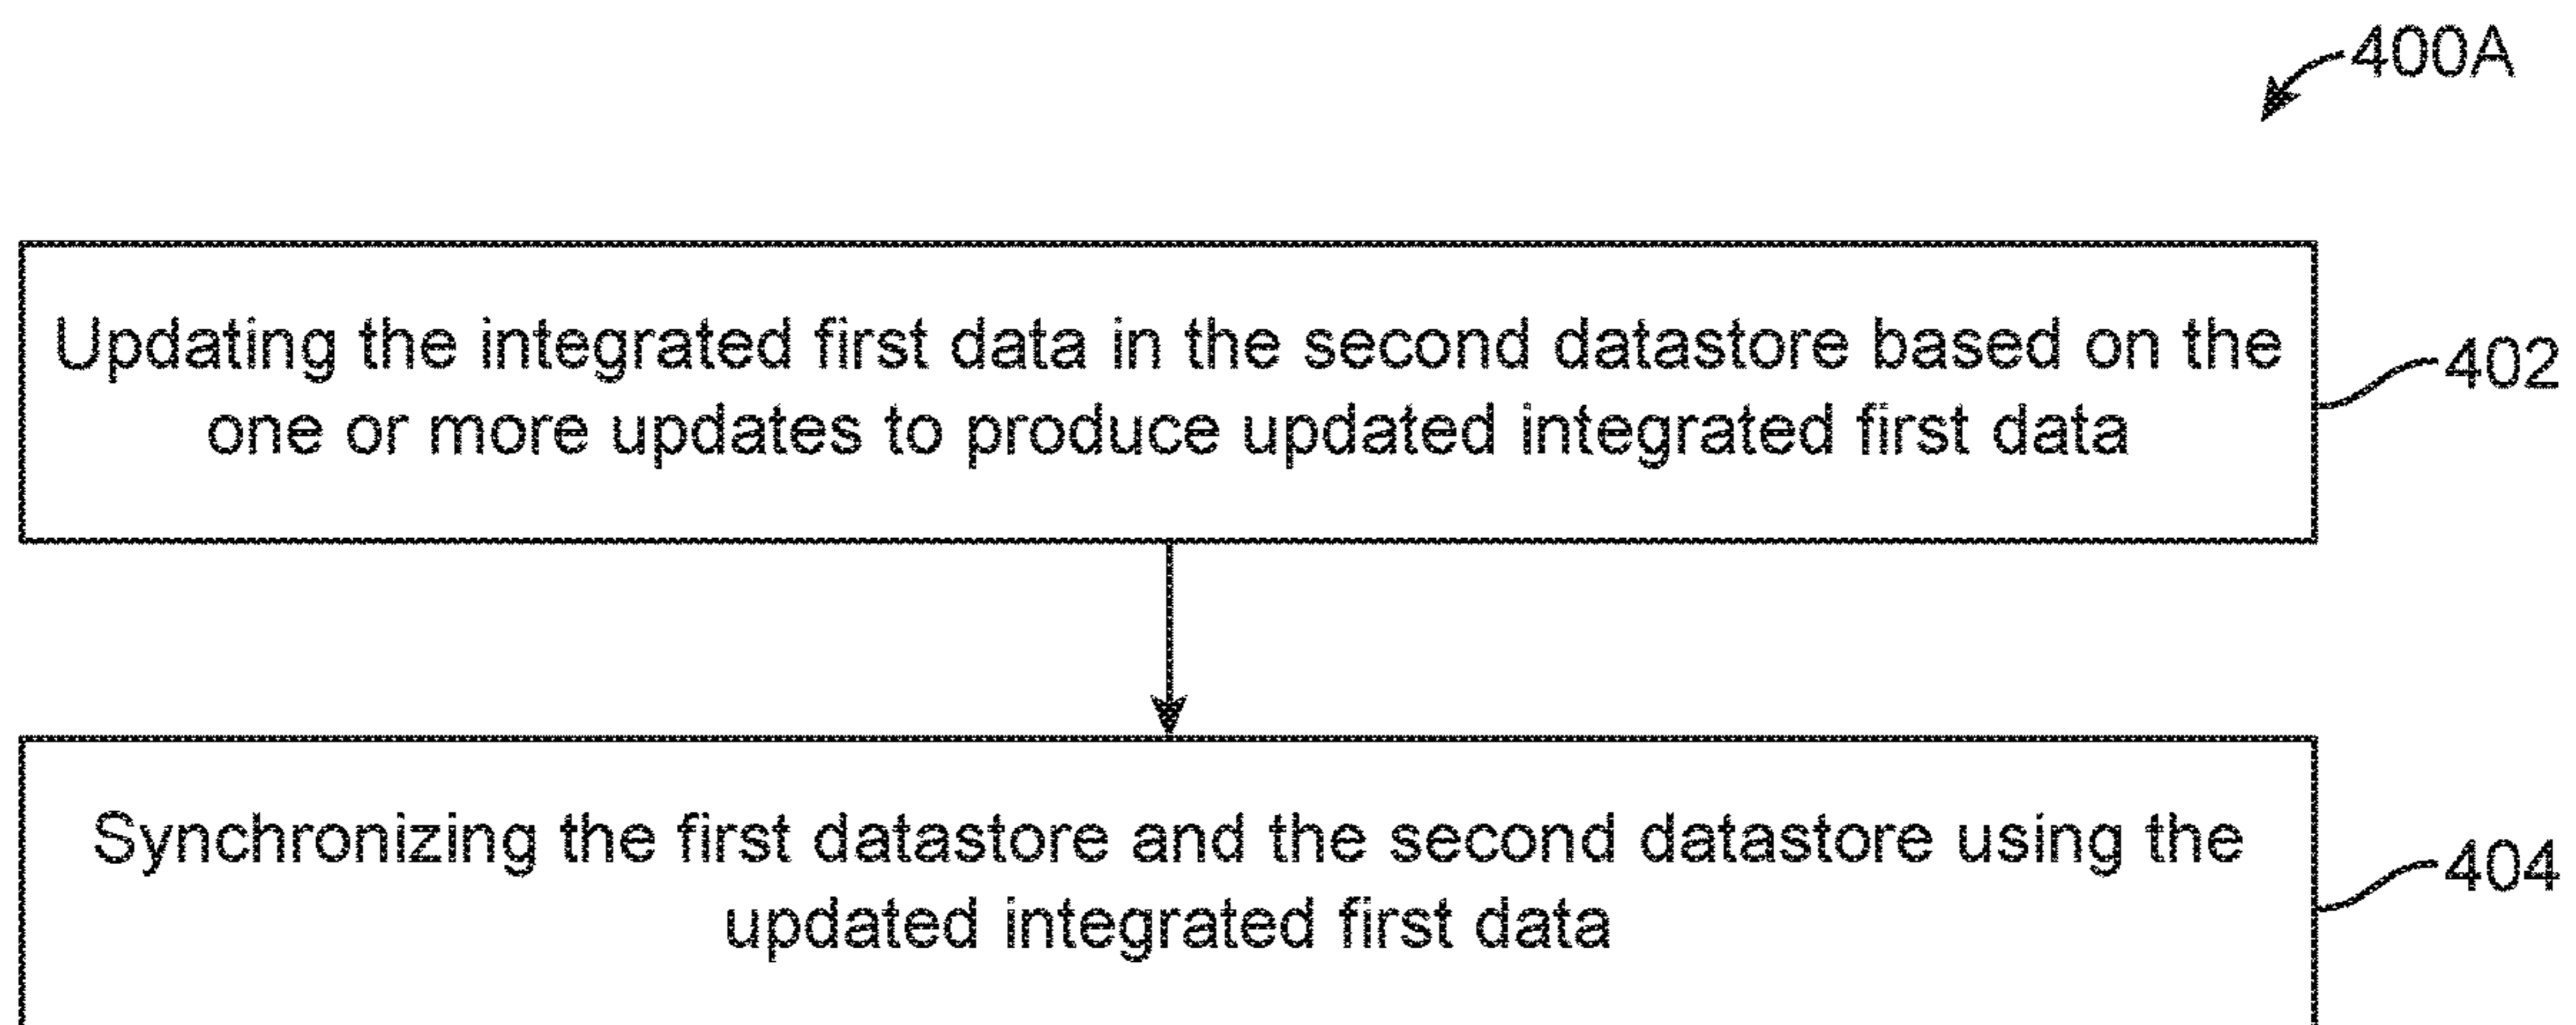 400A
Updating the integrated first data in the second datastore based on the
one or more updates to produce updated integrated first data
402
Synchronizing the first datastore and the second datastore using the
updated integrated first data
404